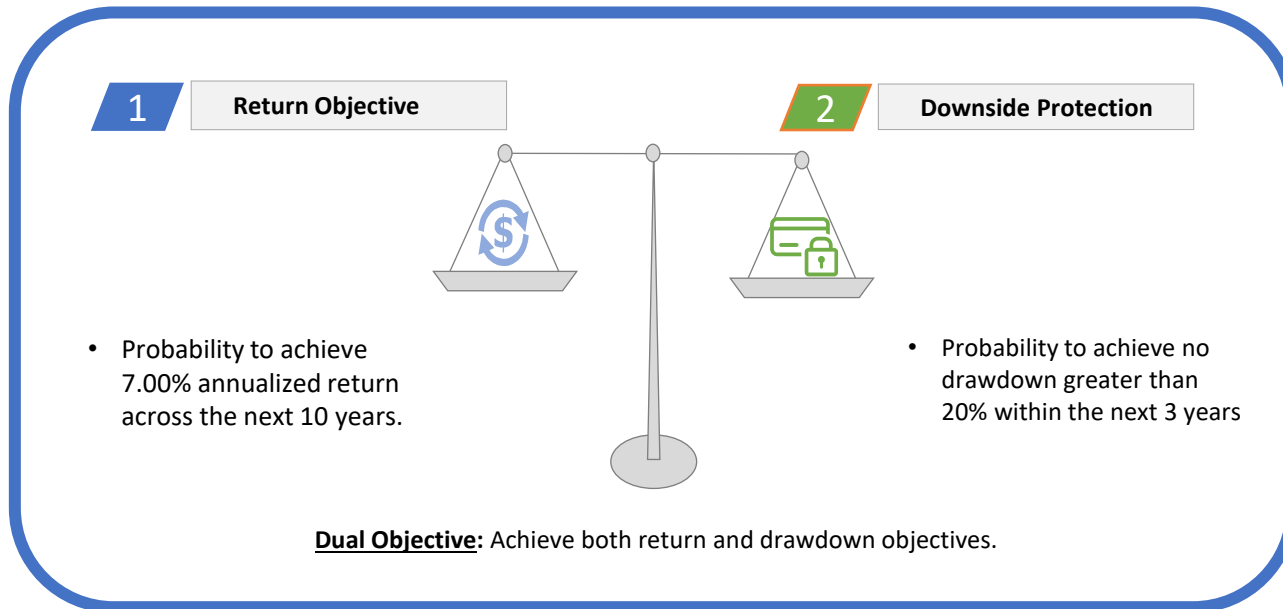 1
Return Objective
2
Downside Protection
$
• Probability to achieve
7.00% annualized return
across the next 10 years.
• Probability to achieve no
drawdown greater than
20% within the next 3 years
Dual Objective: Achieve both return and drawdown objectives.